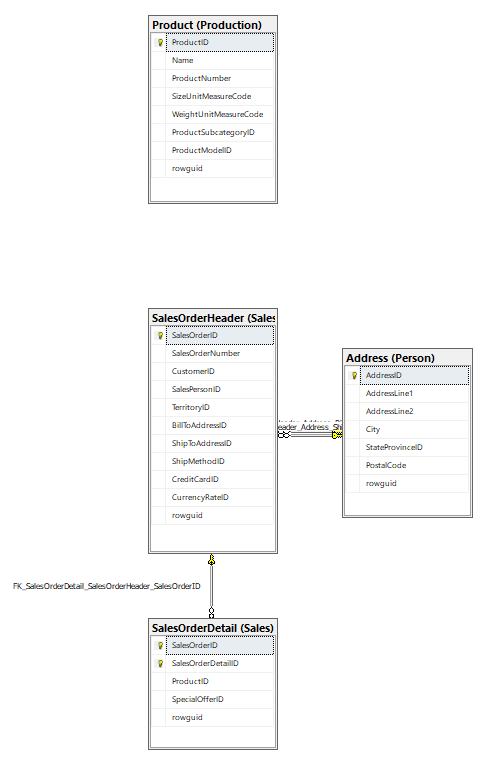 Product (Production)
ProductID
Name
ProductNumber
SizeUnitMeasureCode
WeightUnitMeasureCode
ProductSubcategoryID
ProductModelID
rowguid
SalesOrderHeader (Sales
SalesOrderID
SalesOrderNumber
CustomerID
SalesPersonID
TerritoryID
BillToAddressID
ShipToAddressID
ShipMethodID
CreditCardID
CurrencyRateID
rowguid
eader_Address_Shi
Address (Person)
AddressID
AddressLine1
AddressLine2
City
StateProvinceID
PostalCode
rowguid
FK_SalesOrderDetail_SalesOrderHeader_SalesOrderID
SalesOrderDetail (Sales)
SalesOrderID
SalesOrderDetailID
ProductID
SpecialOfferID
rowguid